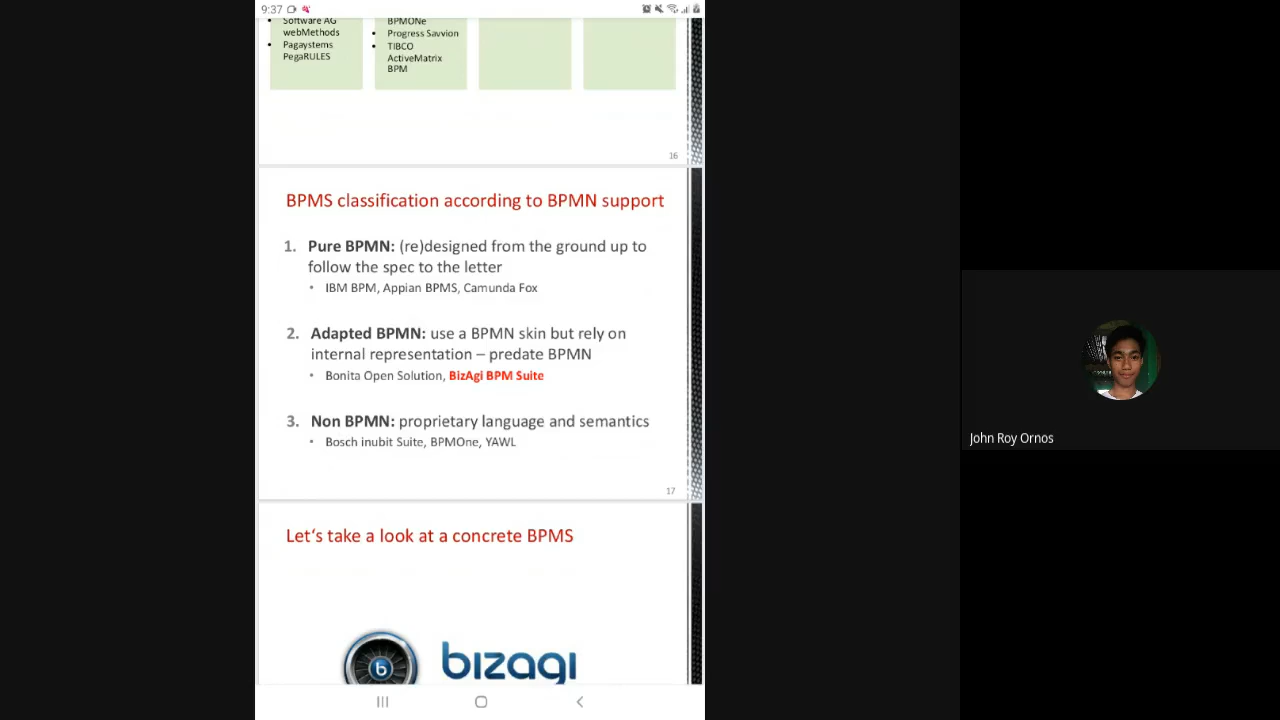 9:37
Software AG
webMethods
Pagaystems
PegaRULES
BPMONe
Progress Savvion
TIBCO
ActiveMatrix
BPM
16
BPMS classification according to BPMN support
1. Pure BPMN: (re)designed from the ground up to
follow the spec to the letter
• IBM BPM, Appian BPMS, Camunda Fox
2. Adapted BPMN: use a BPMN skin but rely on
internal representation – predate BPMN
• Bonita Open Solution, BizAgi BPM Suite
3. Non BPMN: proprietary language and semantics
• Bosch inubit Suite, BPMOne, YAWL
17
Let‘s take a look at a concrete BPMS
b
bizagi
John Roy Ornos